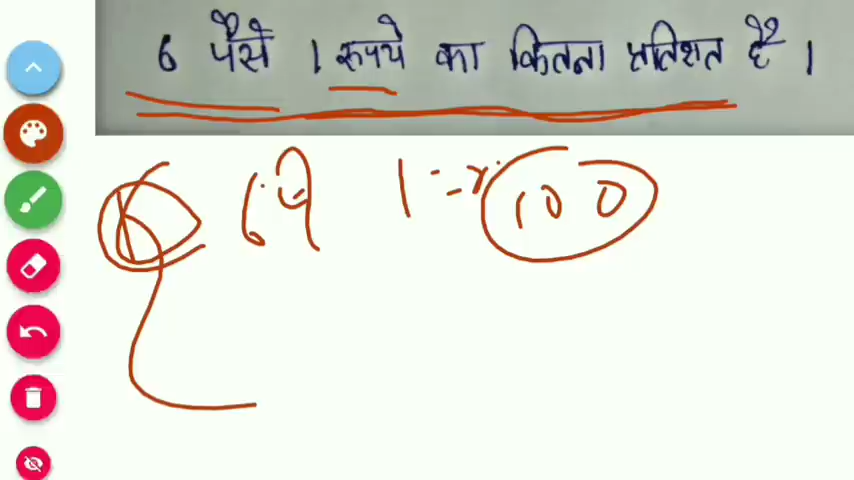 6 पैसे 1 रूपये का कितना प्रतिशत है ।
6 पै 1 = रु. 100